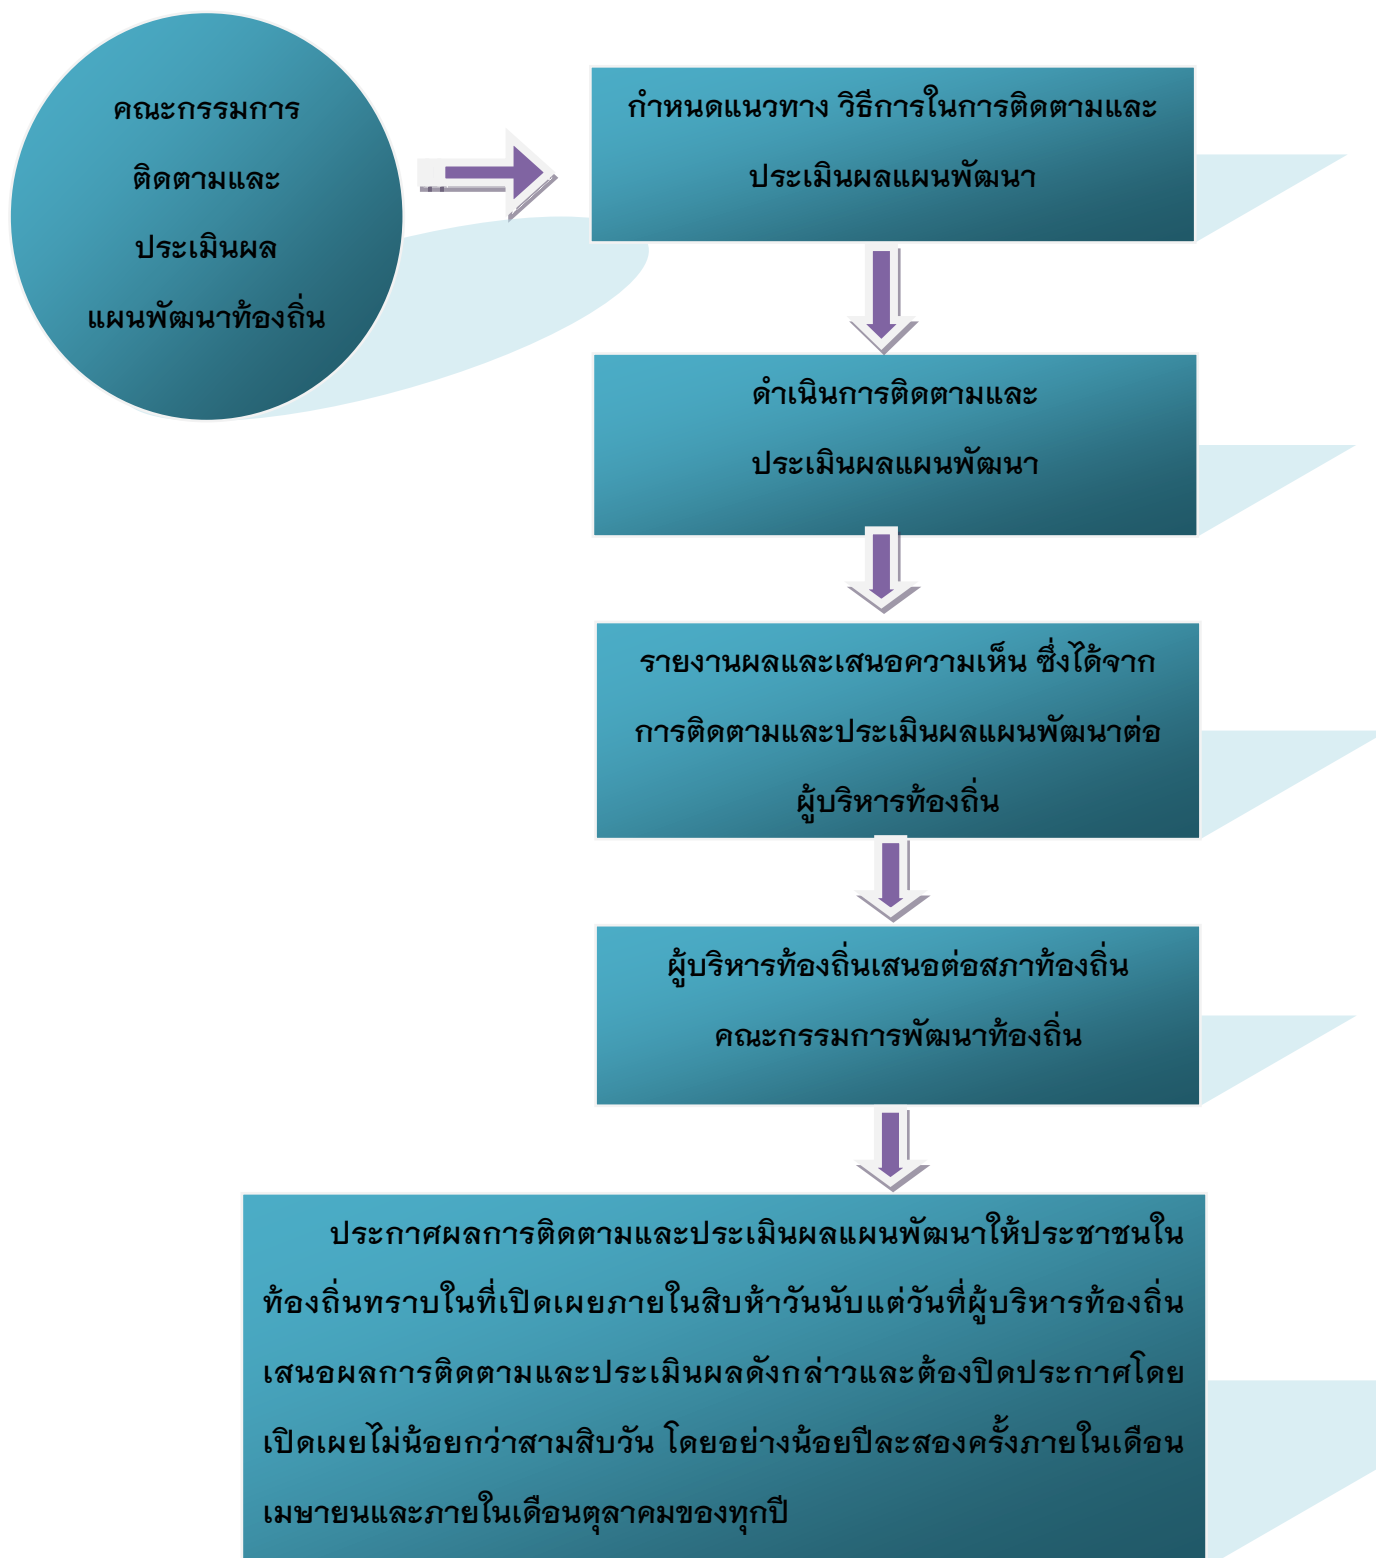 คณะกรรมการ
ติดตามและ
ประเมินผล
แผนพัฒนาท้องถิ่น
กำหนดแนวทาง วิธีการในการติดตามและ
ประเมินผลแผนพัฒนา
ดำเนินการติดตามและ
ประเมินผลแผนพัฒนา
รายงานผลและเสนอความเห็น ซึ่งได้จาก
การติดตามและประเมินผลแผนพัฒนาต่อ
ผู้บริหารท้องถิ่น
ผู้บริหารท้องถิ่นเสนอต่อสภาท้องถิ่น
คณะกรรมการพัฒนาท้องถิ่น
ประกาศผลการติดตามและประเมินผลแผนพัฒนาให้ประชาชนใน
ท้องถิ่นทราบในที่เปิดเผยภายในสิบห้าวันนับแต่วันที่ผู้บริหารท้องถิ่น
เสนอผลการติดตามและประเมินผลดังกล่าวและต้องปิดประกาศโดย
เปิดเผยไม่น้อยกว่าสามสิบวัน โดยอย่างน้อยปีละสองครั้งภายในเดือน
เมษายนและภายในเดือนตุลาคมของทุกปี